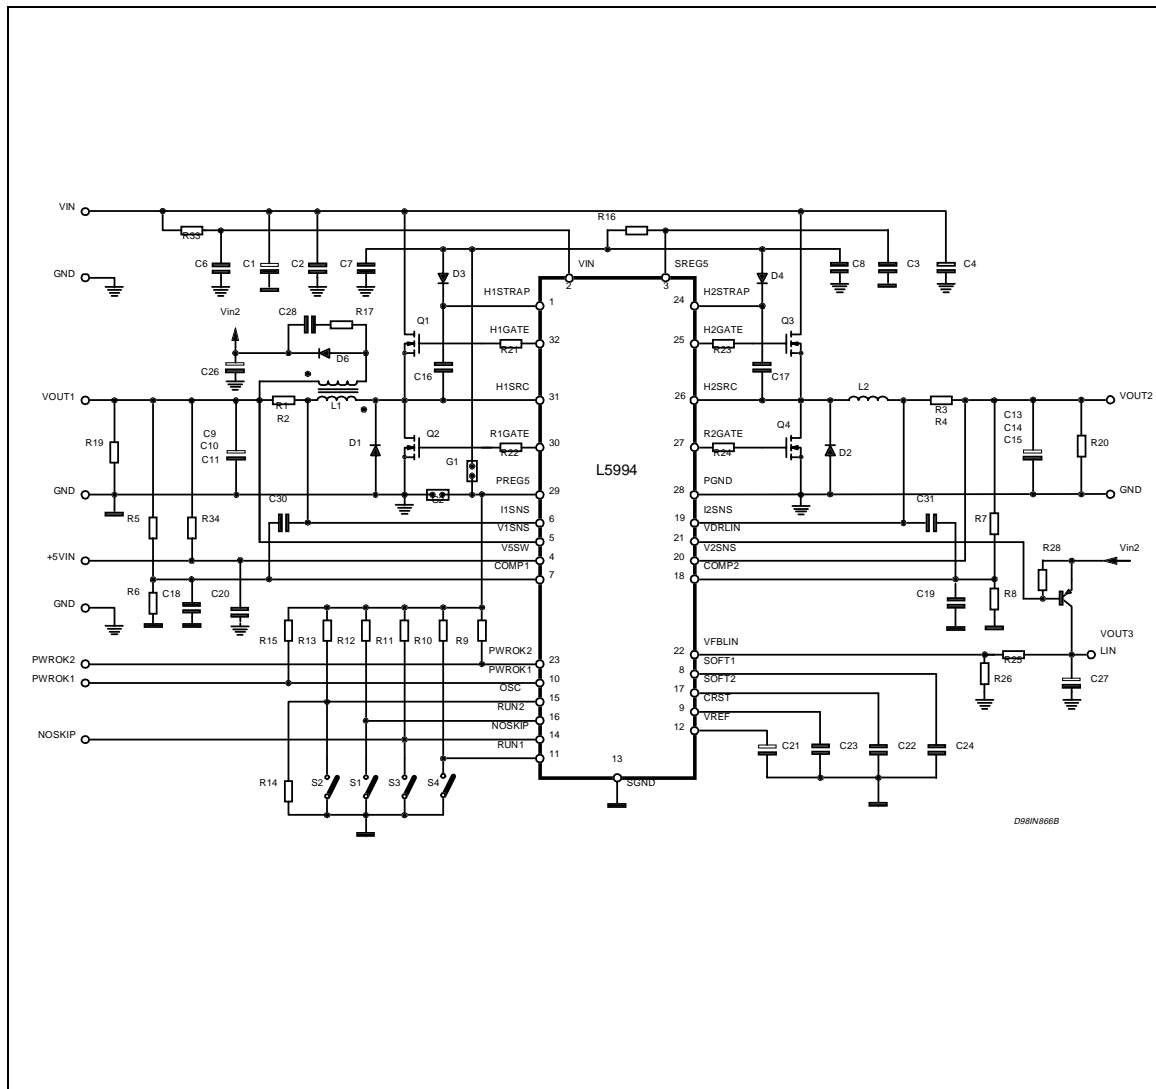 VIN
R16
R33
C6
C1
C2
C7
VIN
SREG5
C8
C3
C4
GND
D3
D4
2
3
H1STRAP
H2STRAP
1
24
Vin2
C28
R17
Q1
Q3
H1GATE
H2GATE
32
25
R21
R23
D6
C26
C16
C17
H1SRC
H2SRC
L2
VOUT1
31
26
VOUT2
R1
L1
R3
R2
R4
C9
C10
C11
C13
C14
C15
R19
D1
Q2
R1GATE
R2GATE
Q4
R20
30
27
R22
R24
D2
G1
L5994
PREG5
PGND
GND
G2
29
28
GND
C30
I1SNS
I2SNS
C31
R5
R34
6
19
R7
V1SNS
VDRLIN
5
21
V5SW
V2SNS
R28
Vin2
+5VIN
4
20
COMP1
COMP2
7
18
R6
C18
C20
C19
R8
GND
R15
R13
R12
R11
R10
R9
VOUT3
PWROK2
VFBLIN
LIN
PWROK2
23
22
R25
PWROK1
SOFT1
PWROK1
10
8
R26
C27
OSC
SOFT2
15
17
RUN2
CRST
16
9
NOSKIP
VREF
NOSKIP
14
12
RUN1
11
C21
C23
C22
C24
13
R14
S2
S1
S3
S4
SGND
D98IN866B